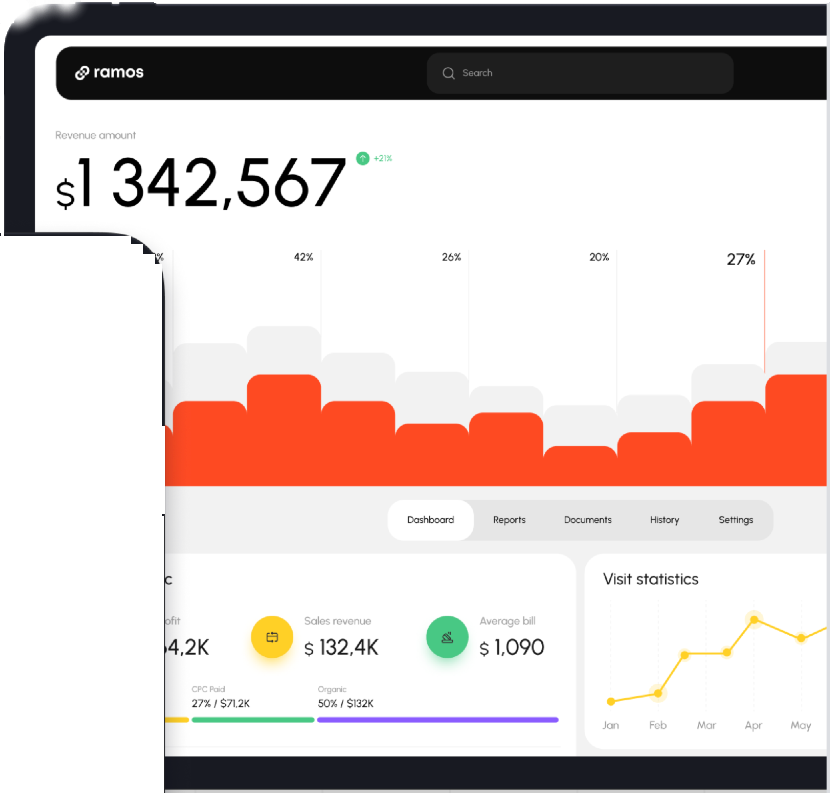 ramos
Search
Revenue amount
$1 342,567
+21%
% 42% 26% 20% 27%
Dashboard Reports Documents History Settings
Visit statistics
Sales revenue Average bill
4,2K $ 132,4K $ 1,090
CPC Paid Organic
27% / $71,2K 50% / $132K
Jan Feb Mar Apr May